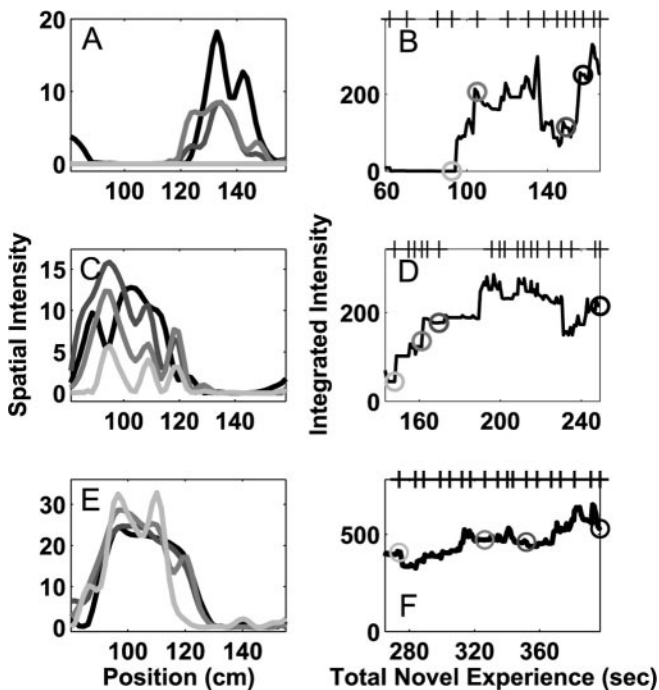 A
20
10
0
100 120 140
B
200
0
60 100 140
C
15
10
5
0
100 120 140
D
200
0
160 200 240
E
30
20
10
0
100 120 140
F
500
0
280 320 360
Spatial Intensity
Integrated Intensity
Position (cm)
Total Novel Experience (sec)